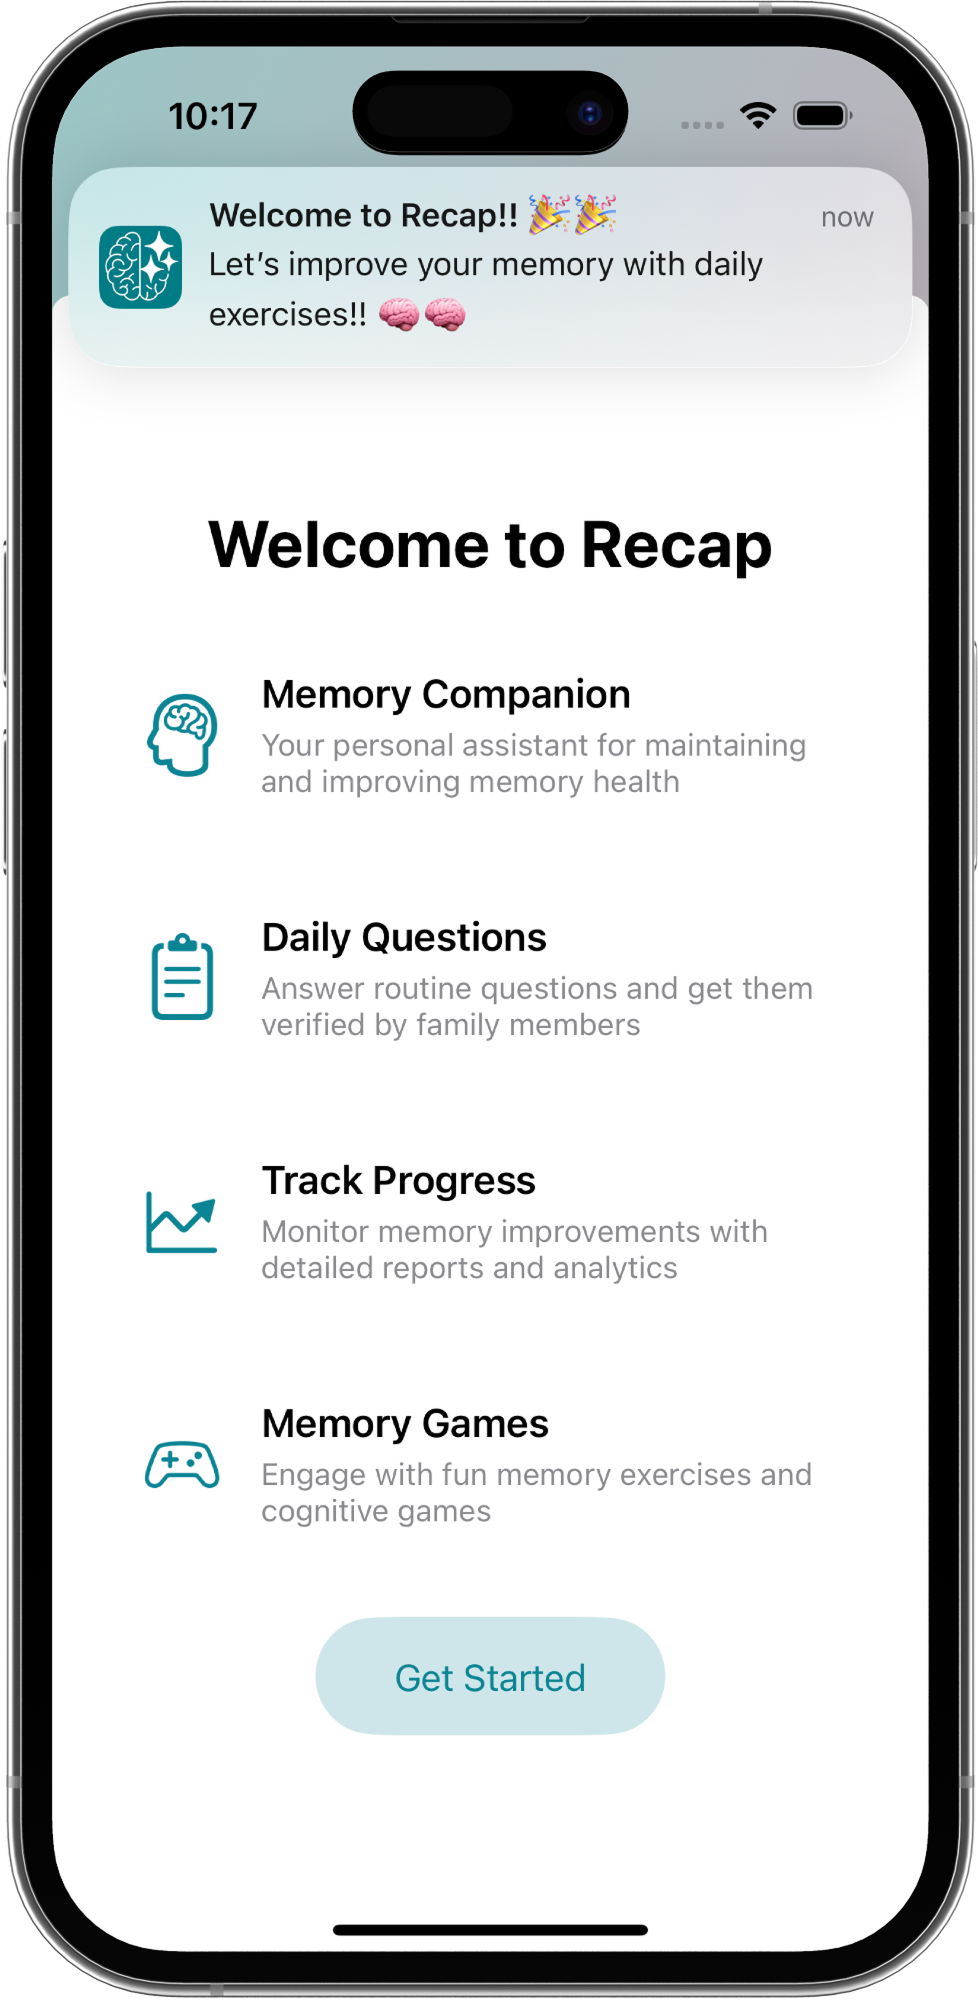 10:17
Welcome to Recap!! 🎉🎉
now
Let’s improve your memory with daily
exercises!! 🧠🧠
Welcome to Recap
Memory Companion
Your personal assistant for maintaining
and improving memory health
Daily Questions
Answer routine questions and get them
verified by family members
Track Progress
Monitor memory improvements with
detailed reports and analytics
Memory Games
Engage with fun memory exercises and
cognitive games
Get Started